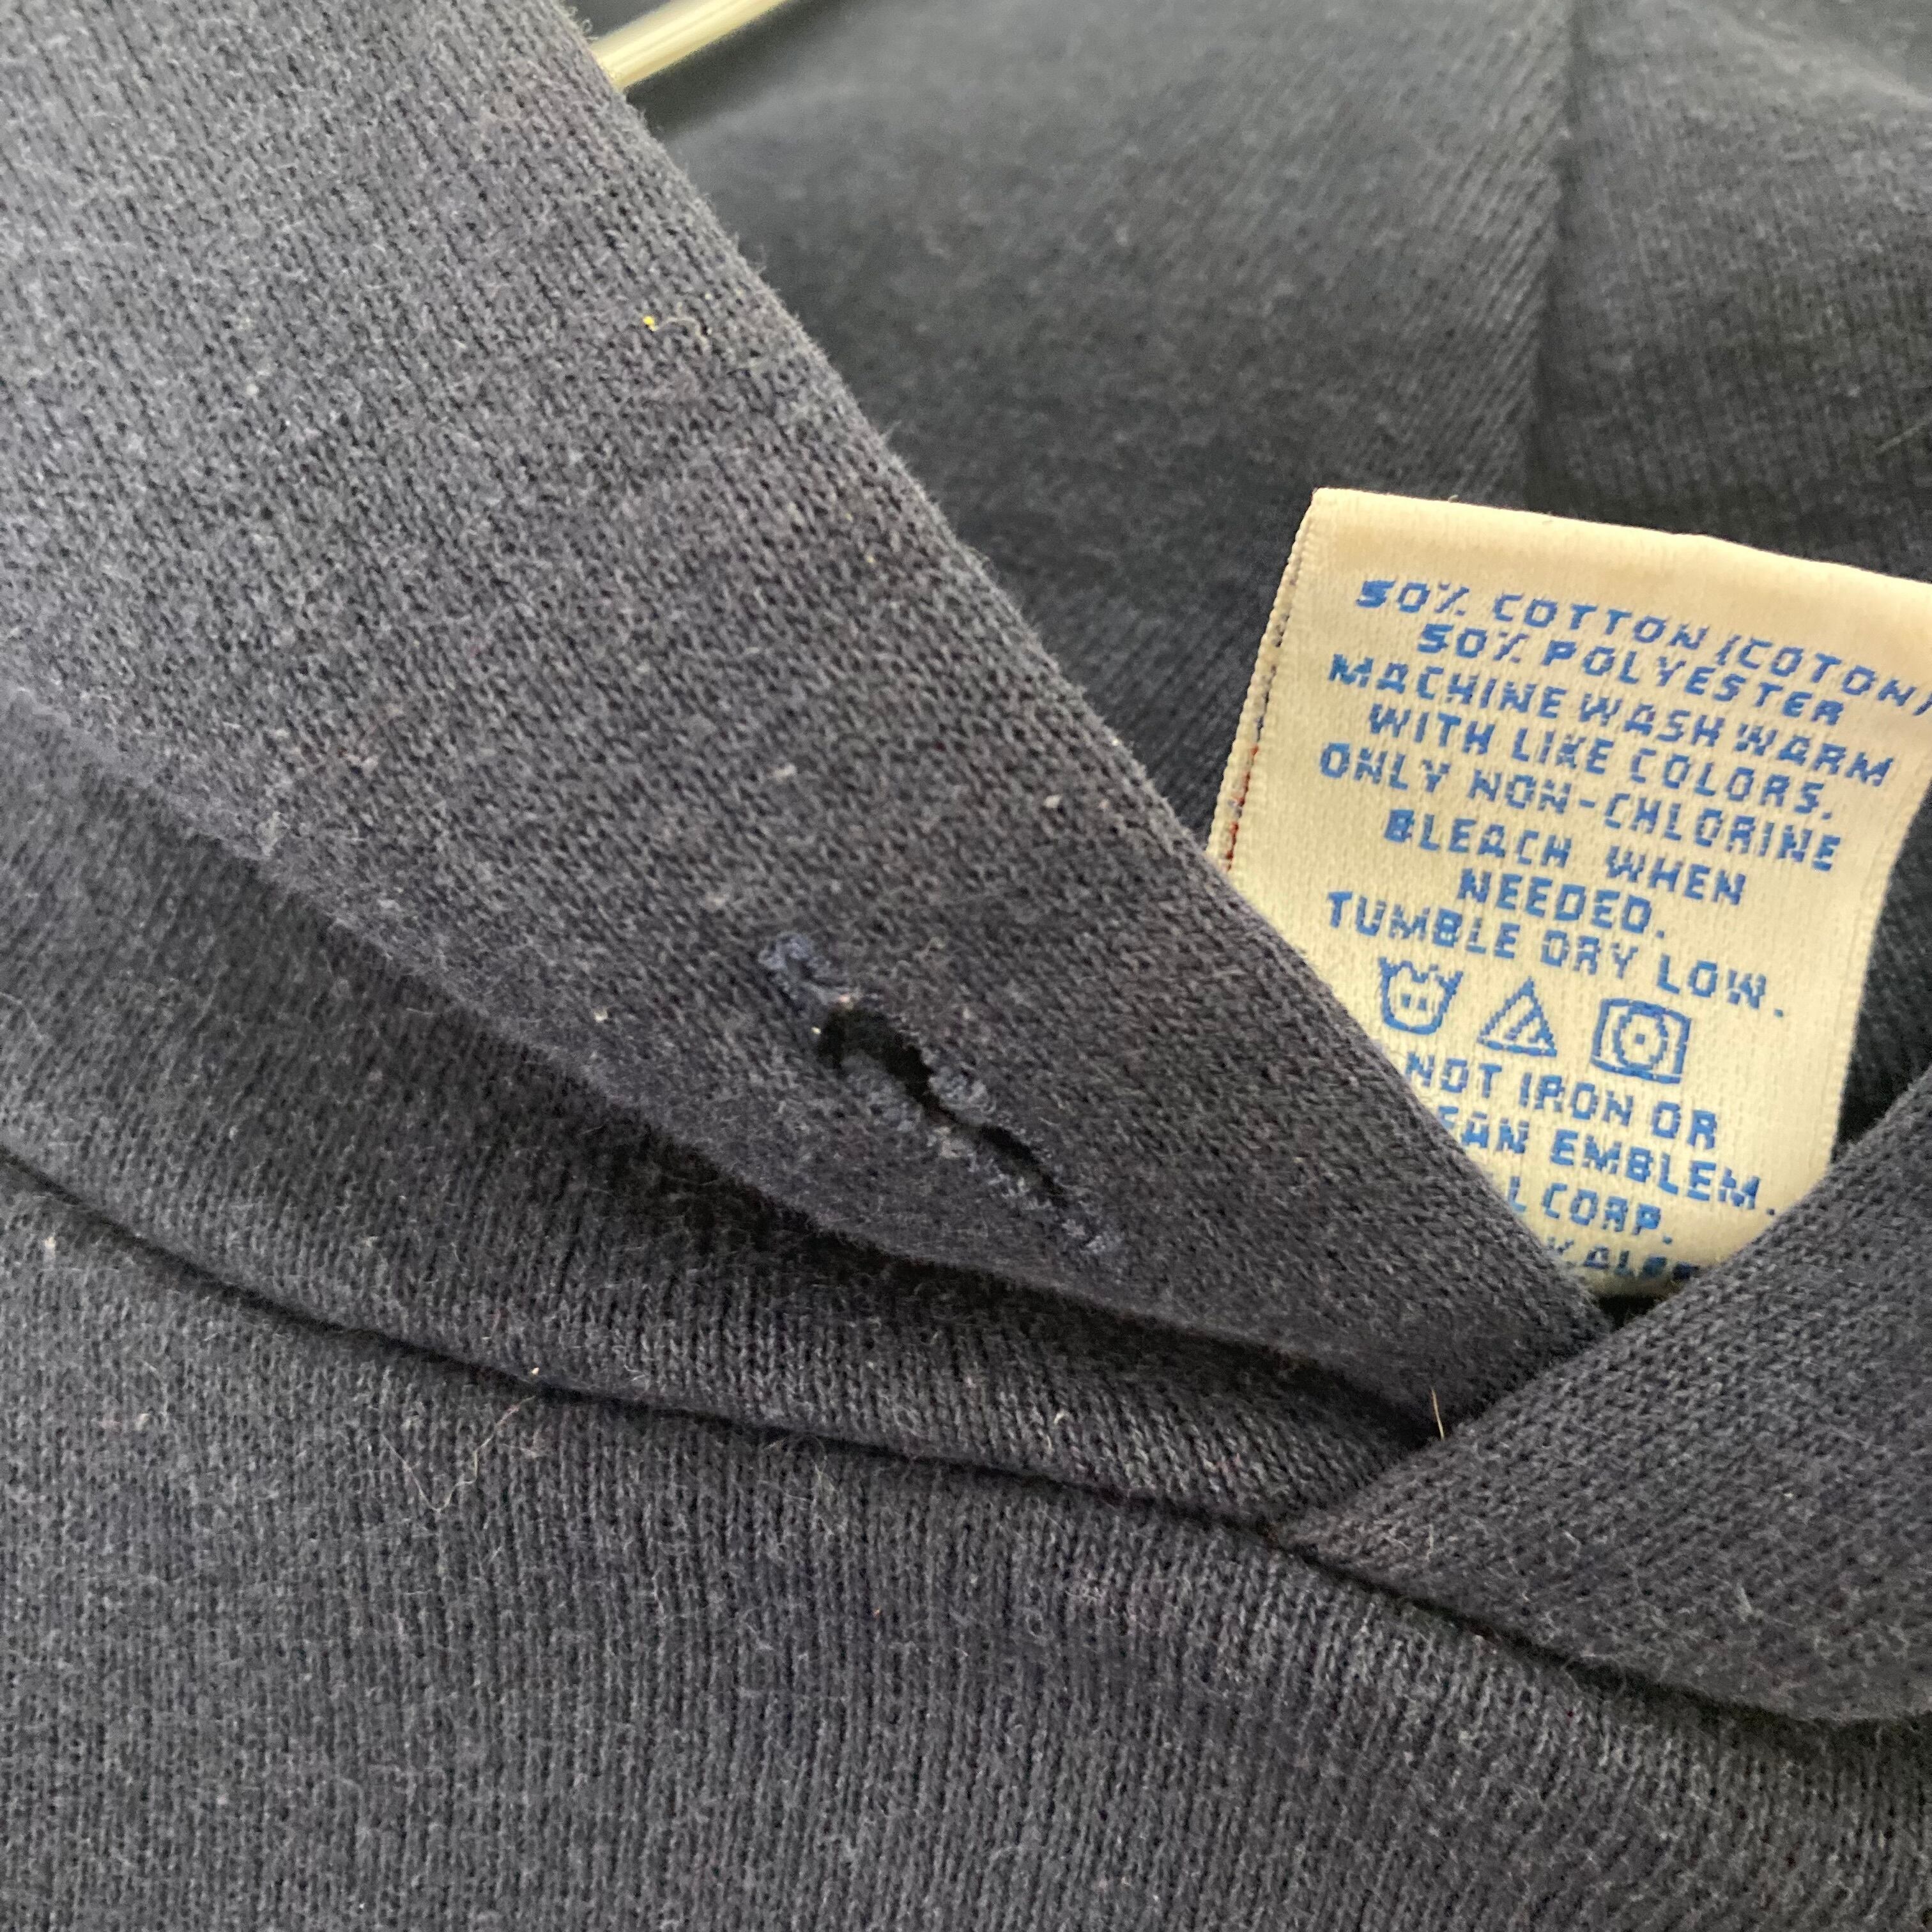 50% COTTON (COTON)
50% POLYESTER
MACHINE WASH WARM
WITH LIKE COLORS.
ONLY NON-CHLORINE
BLEACH WHEN
NEEDED.
TUMBLE DRY LOW.
NOT IRON OR
EMBLEM.
CORP.